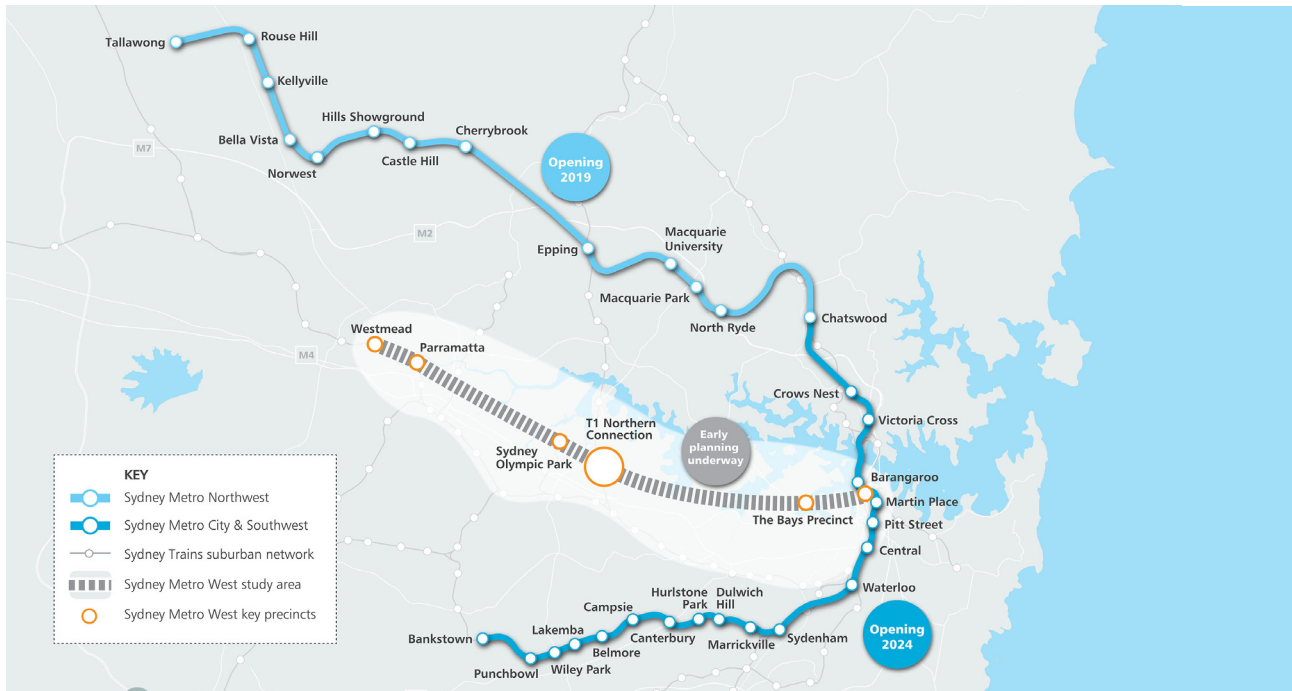 Tallawong
Rouse Hill
Kellyville
Bella Vista
Norwest
Hills Showground
Castle Hill
Cherrybrook
Opening
2019
M7
M2
Epping
Macquarie
University
Macquarie Park
North Ryde
Chatswood
Westmead
Parramatta
M4
Crows Nest
Victoria Cross
T1 Northern
Connection
Sydney
Olympic Park
Early
planning
underway
Barangaroo
Martin Place
The Bays Precinct
Pitt Street
Central
Waterloo
KEY
Sydney Metro Northwest
Sydney Metro City & Southwest
Sydney Trains suburban network
Sydney Metro West study area
Sydney Metro West key precincts
Bankstown
Punchbowl
Lakemba
Wiley Park
Campsie
Belmore
Canterbury
Hurlstone
Park
Dulwich
Hill
Marrickville
Sydenham
Opening
2024